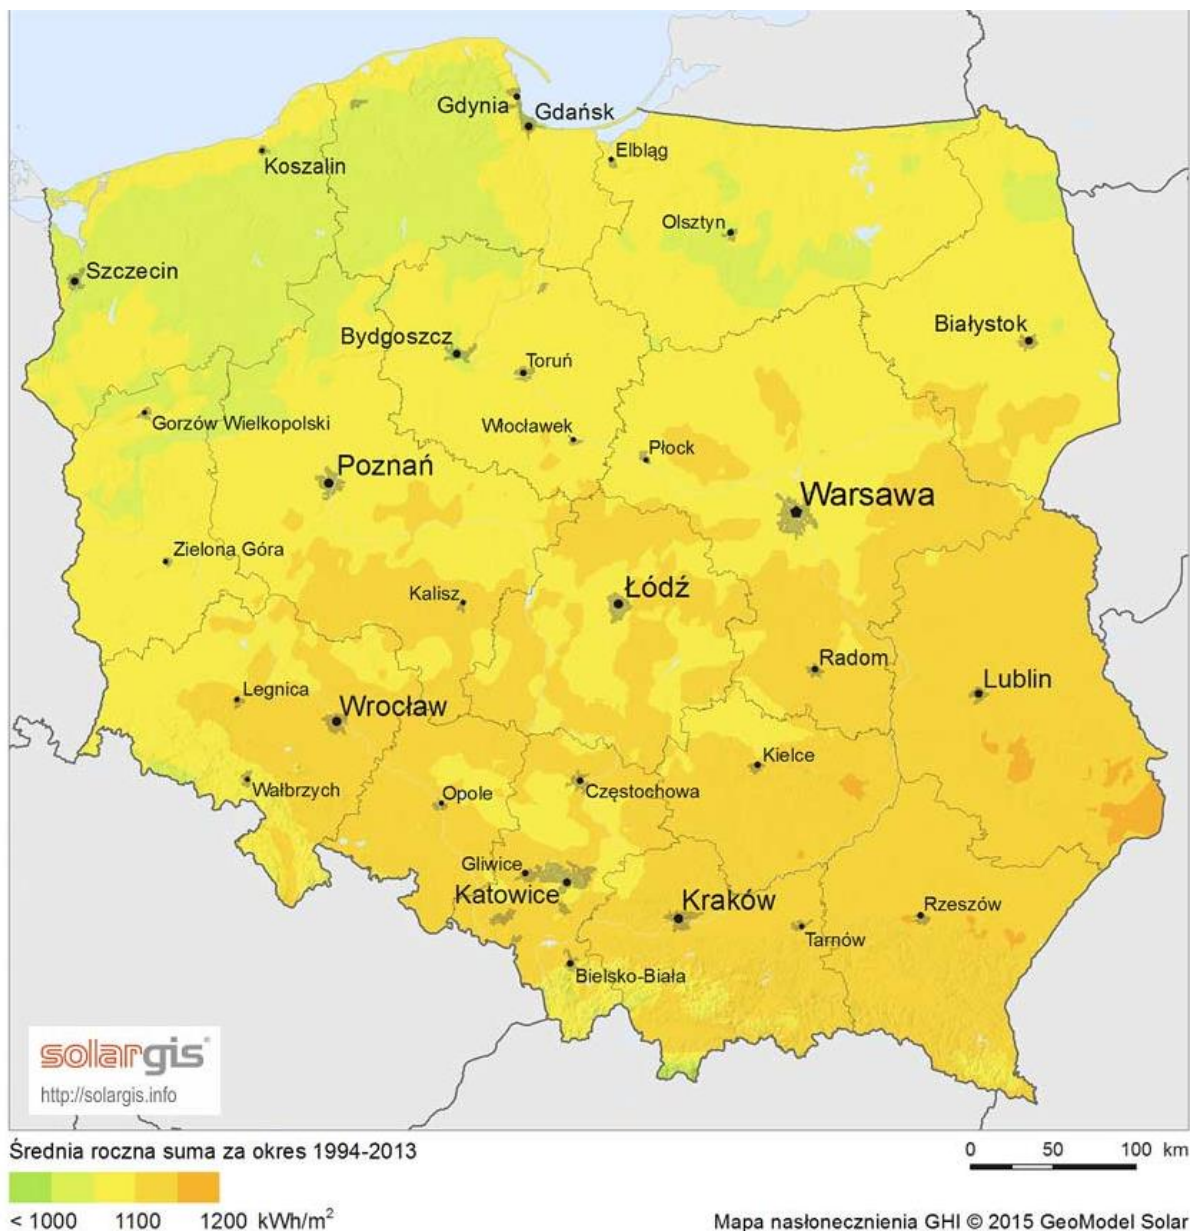 Gdynia
Gdańsk
Koszalin
Elbląg
Olsztyn
Szczecin
Białystok
Bydgoszcz
Toruń
Gorzów Wielkopolski
Włocławek
Płock
Poznań
Warsawa
Zielona Góra
Kalisz
Łódź
Radom
Lublin
Legnica
Wrocław
Kielce
Wałbrzych
Opole
Częstochowa
Gliwice
Katowice
Kraków
Rzeszów
Tarnów
Bielsko-Biała
solargis
http://solargis.info
Średnia roczna suma za okres 1994-2013
0 50 100 km
< 1000 1100 1200 kWh/m²
Mapa nasłonecznienia GHI © 2015 GeoModel Solar